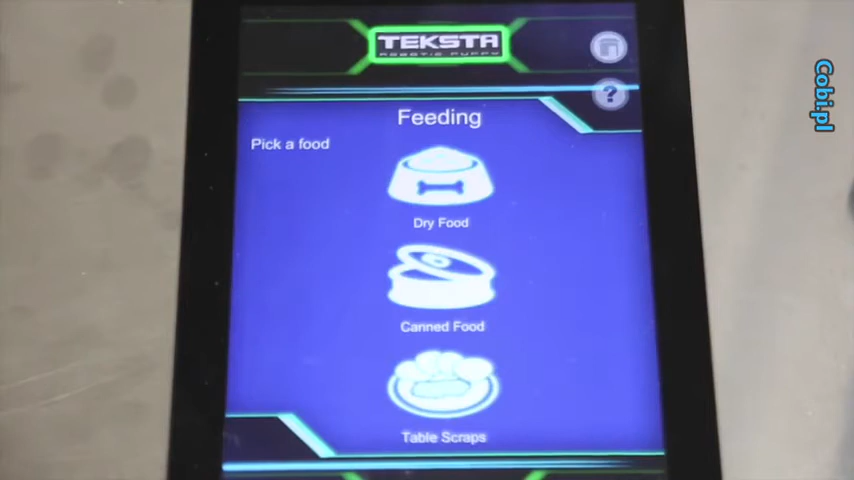 TEKSTA
ROBOTIC PUPPY
?
Feeding
Pick a food
Dry Food
Canned Food
Table Scraps
Cobi.pl